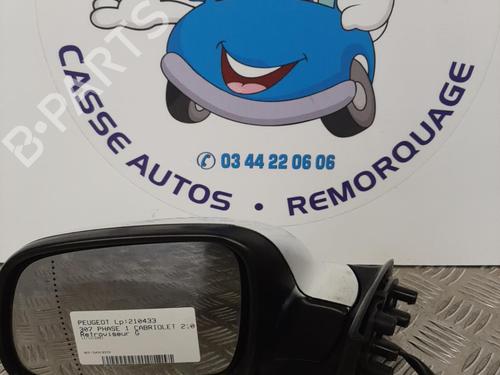 B-PARTS
CASSE AUTOS • REMORQUAGE
03 44 22 06 06
PEUGEOT Lp:210433
307 PHASE 1 CABRIOLET 2.0
Retroviseur G